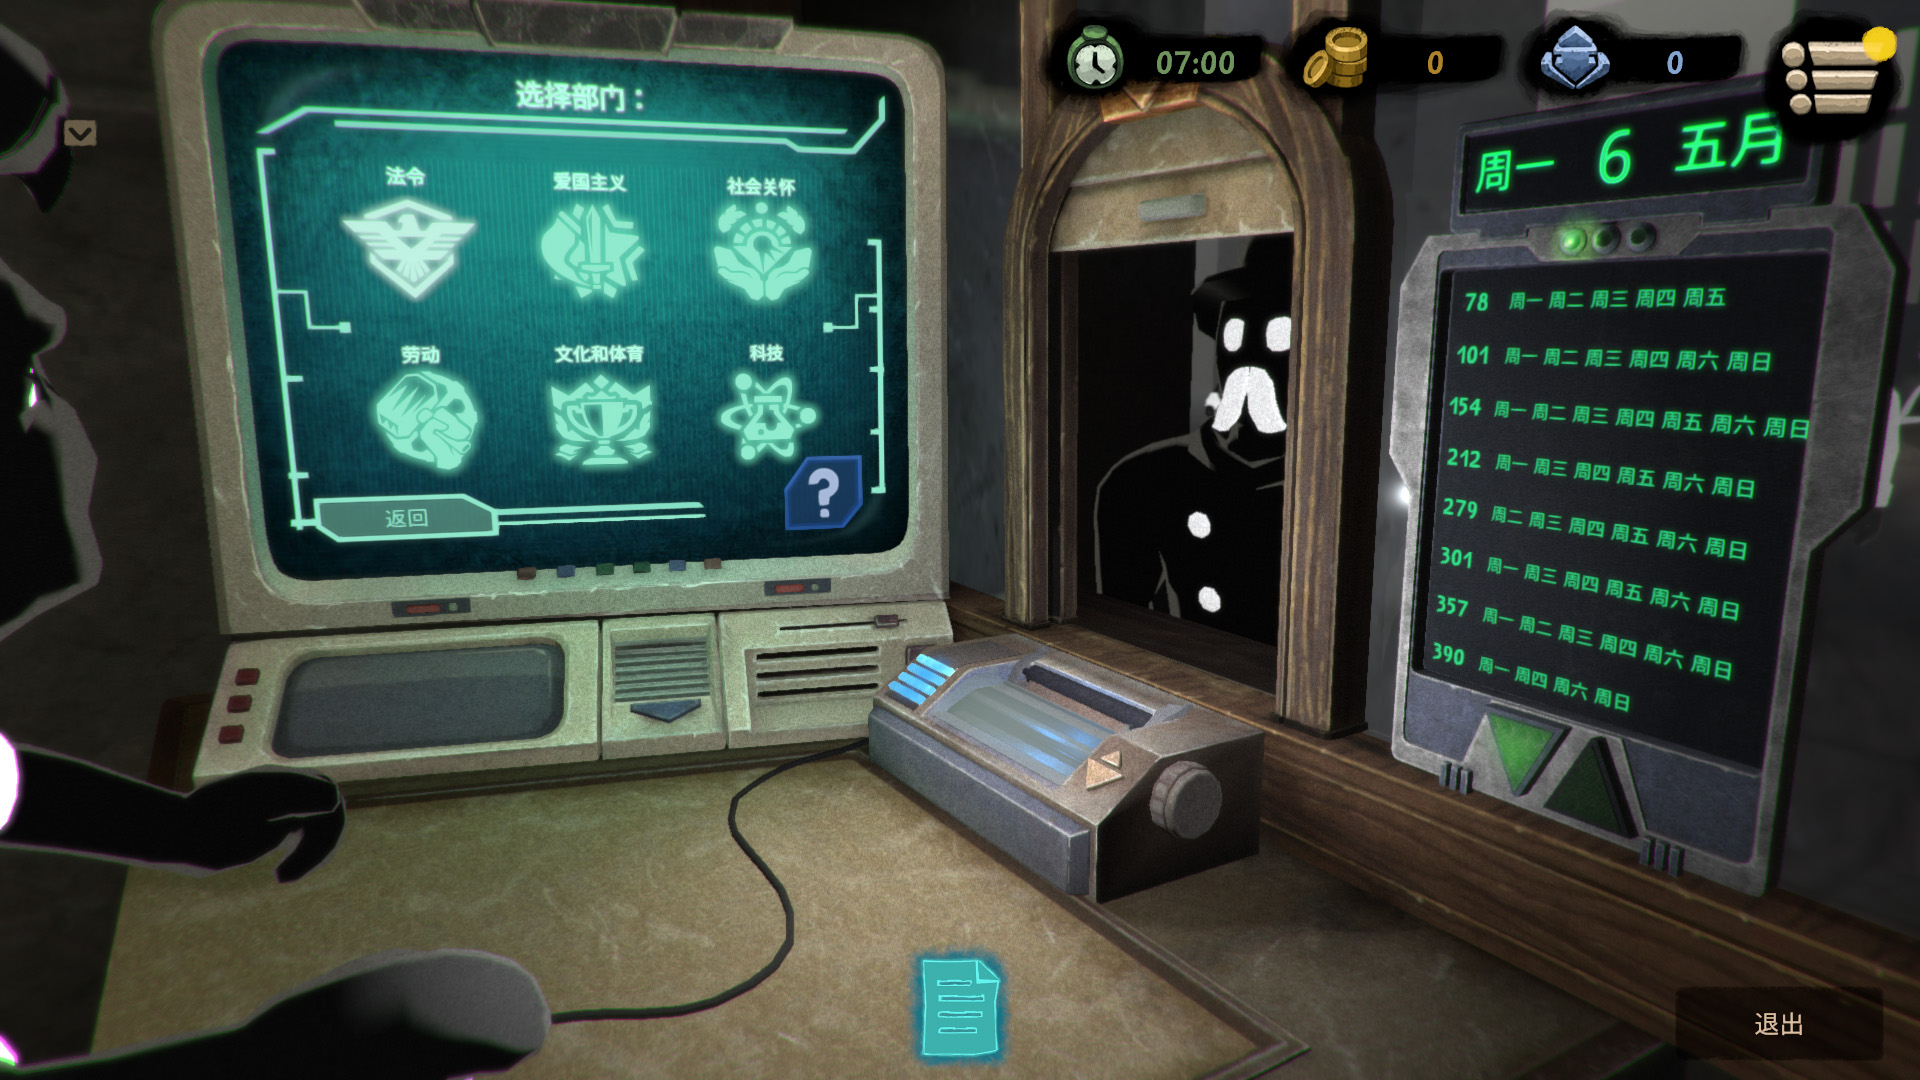 选择部门：
法令
爱国主义
社会关怀
劳动
文化和体育
科技
返回
?
07:00
0
0
周一 6 五月
78 周一 周二 周三 周四 周五
101 周一 周二 周三 周四 周六 周日
154 周一 周二 周三 周四 周五 周六 周日
212 周一 周三 周四 周五 周六 周日
279 周二 周三 周四 周五 周六 周日
301 周一 周三 周四 周五 周六 周日
357 周一 周二 周三 周四 周六 周日
390 周一 周四 周六 周日
退出